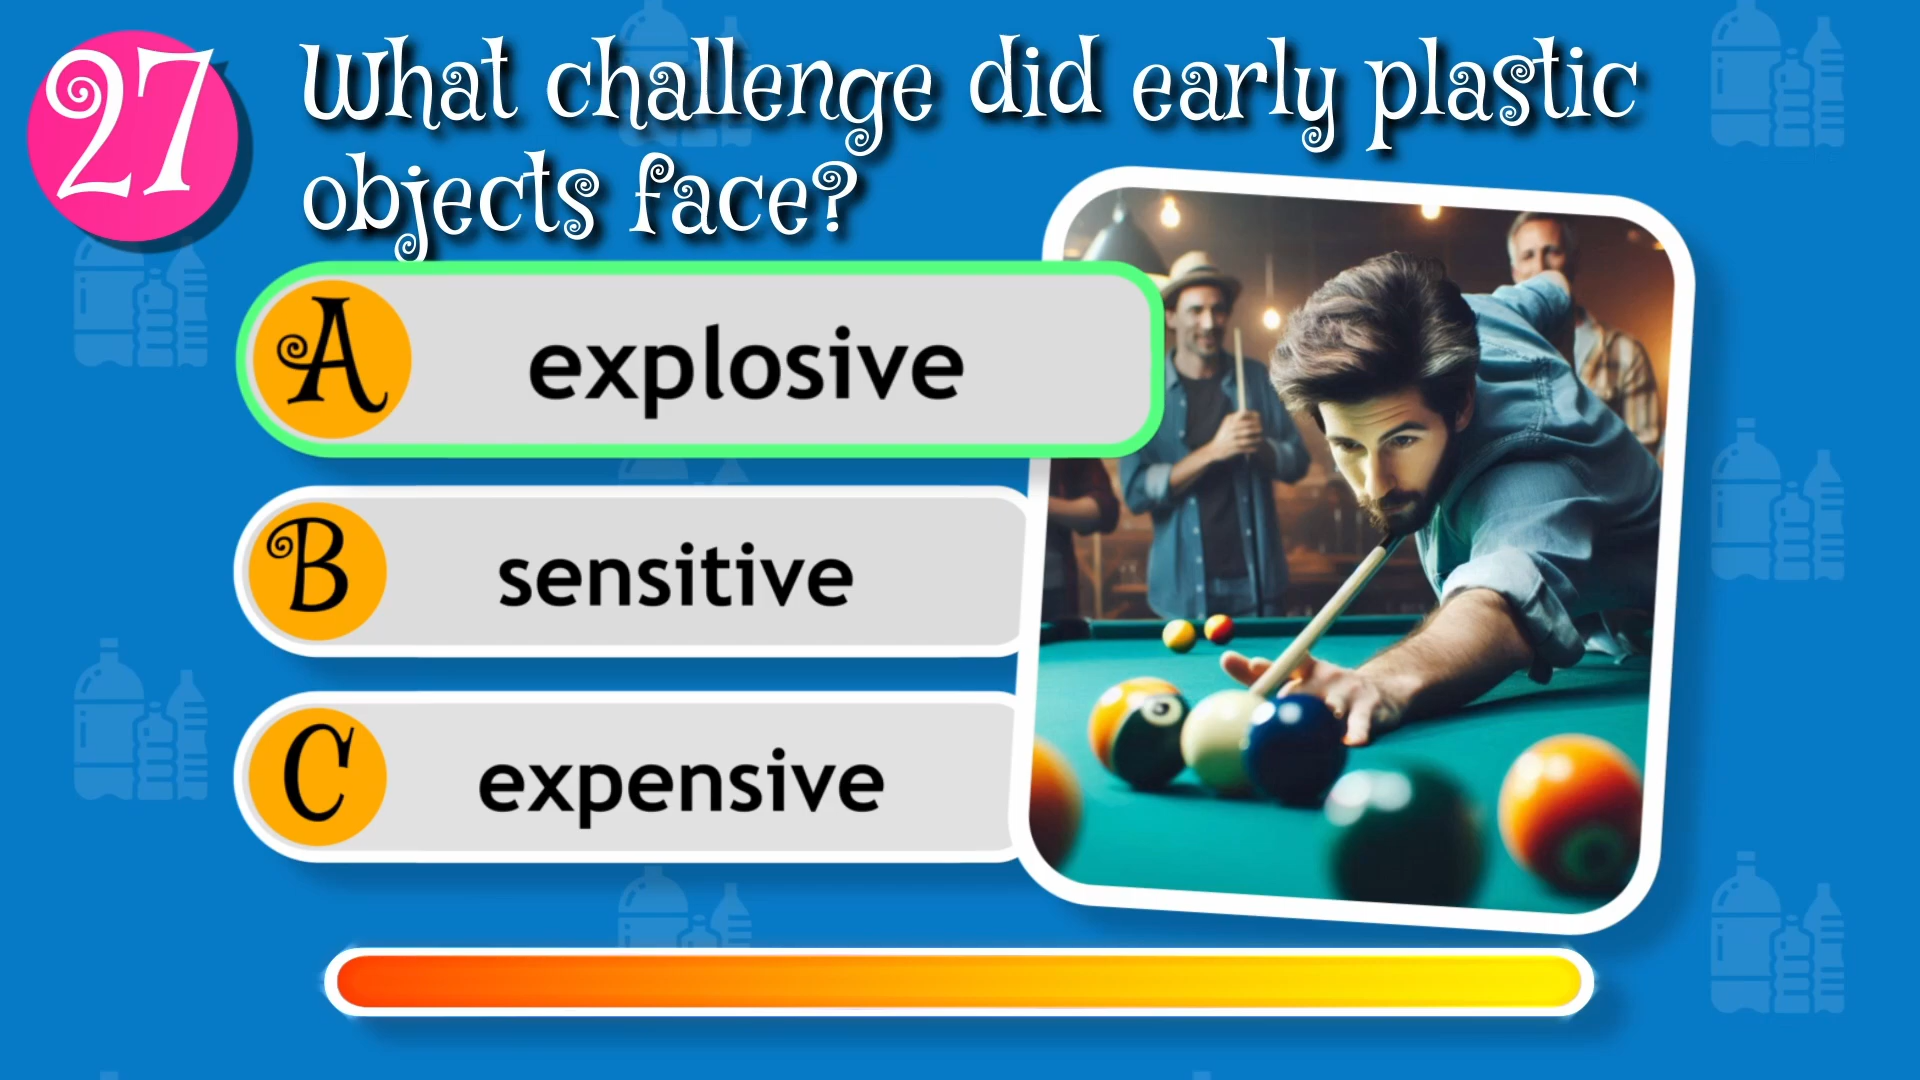 27
What challenge did early plastic
objects face?
A explosive
B sensitive
C expensive